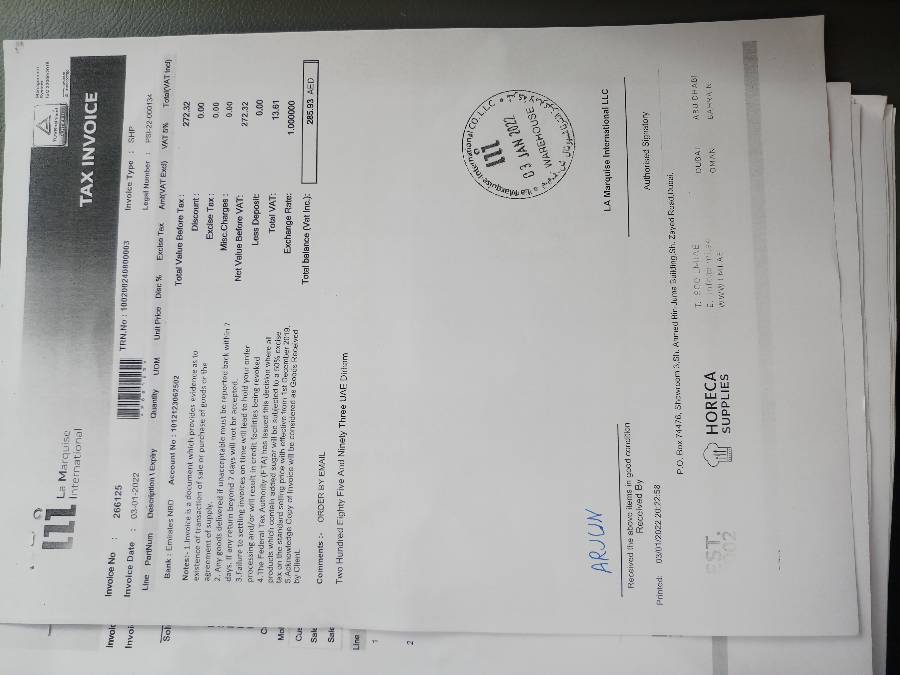 La Marquise
International
TAX INVOICE
Invoice No : 266125
TRN.No : 100200240800003
Invoice Type : SHP
Invoice Date : 03-01-2022
Legal Number : PSI-22-000134
Line PartNum Description \ Expiry Quantity UOM Unit Price Disc % Excise Tax Amt(VAT Excl) VAT 5% Total(VAT Incl)
Bank : Emirates NBD Account No : 1012123062502
Total Value Before Tax : 272.32
Discount : 0.00
Excise Tax : 0.00
Misc.Charges : 0.00
Net Value Before VAT: 272.32
Less Deposit: 0.00
Total VAT: 13.61
Exchange Rate: 1.000000
Total balance (Vat Inc.): 285.93 AED
Notes:- 1.Invoice is a document which provides evidence as to
existence of transaction of sale or purchase of goods or the
agreement of supply.
2. Any goods delivered if unacceptable must be reported back within 7
days. If any return beyond 7 days will not be accepted.
3.Failure to settling invoices on time will lead to hold your order
processing and/or will result in credit facilities being revoked
4.The Federal Tax Authority (FTA) has issued the decision where all
products which contain added sugar will be subjected to a 50% excise
tax on the standard selling price with effective from 1st December 2019.
5.Acknowledge Copy of Invoice will be considered as Goods Received
by Client.
Comments :- ORDER BY EMAIL
Two Hundred Eighty Five And Ninety Three UAE Dirham
La Marquise International CO. L.L.C.
03 JAN 2022
WAREHOUSE
ARJUN
LA Marquise International LLC
Received the above items in good condition
Received By
Authorised Signatory
Printed: 03/01/2022 20:22:58
P.O. Box 74476, Showroom 3,Sh. Ahmed Bin Juma Building,Sh. Zayed Road,Dubai.
HORECA
SUPPLIES
T. 800 LMUAE
WWW.LMI.AE
DUBAI ABU DHABI
OMAN BAHRAIN
Line
1
2